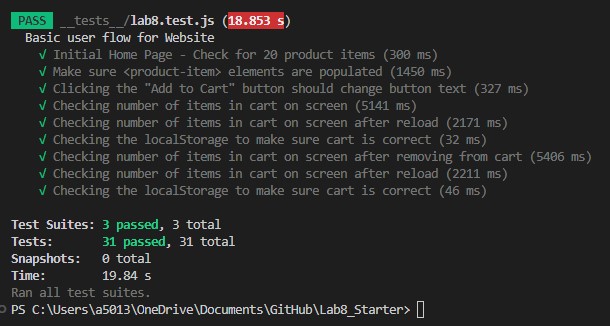 PASS __tests__/lab8.test.js (18.853 s)
Basic user flow for Website
√ Initial Home Page - Check for 20 product items (300 ms)
√ Make sure <product-item> elements are populated (1450 ms)
√ Clicking the "Add to Cart" button should change button text (327 ms)
√ Checking number of items in cart on screen (5141 ms)
√ Checking number of items in cart on screen after reload (2171 ms)
√ Checking the localStorage to make sure cart is correct (32 ms)
√ Checking number of items in cart on screen after removing from cart (5406 ms)
√ Checking number of items in cart on screen after reload (2211 ms)
√ Checking the localStorage to make sure cart is correct (46 ms)
Test Suites: 3 passed, 3 total
Tests: 31 passed, 31 total
Snapshots: 0 total
Time: 19.84 s
Ran all test suites.
PS C:\Users\a5013\OneDrive\Documents\GitHub\Lab8_Starter>